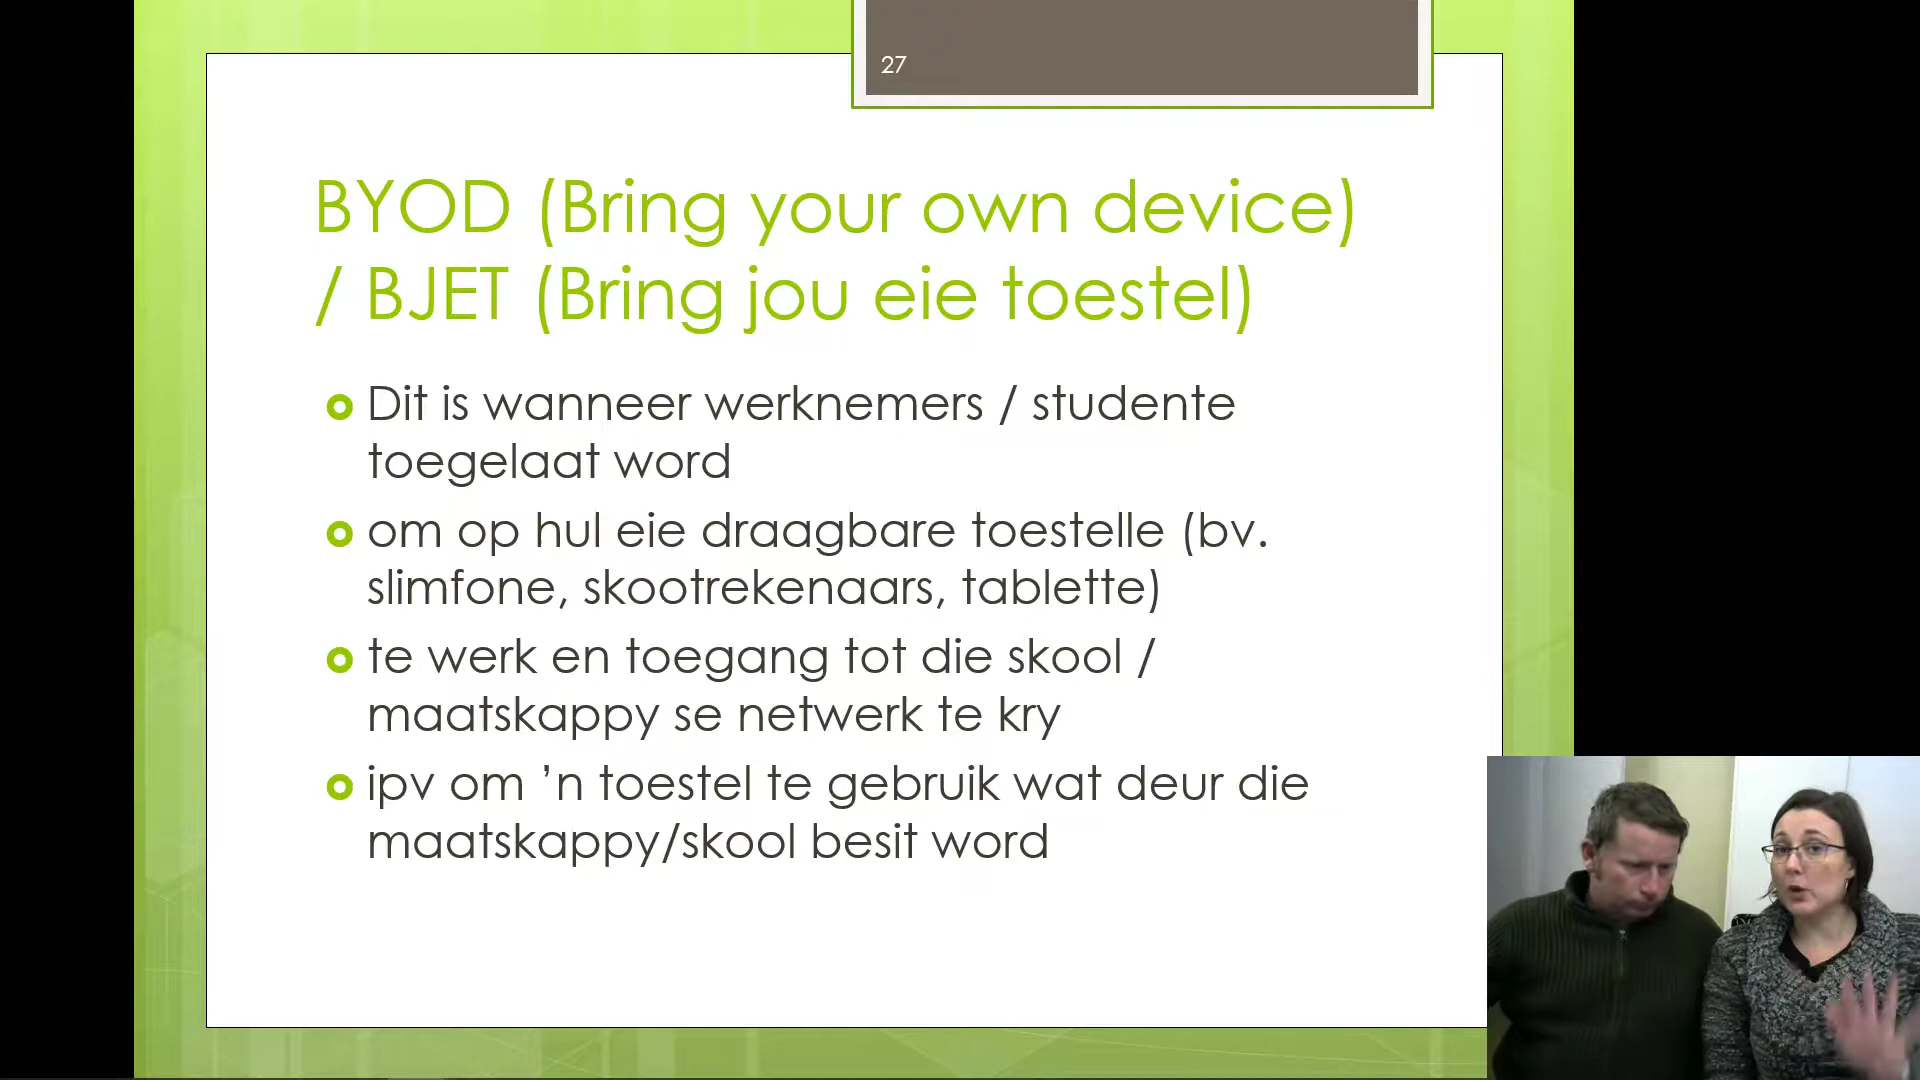 27
BYOD (Bring your own device)
/ BJET (Bring jou eie toestel)
Dit is wanneer werknemers / studente
toegelaat word
om op hul eie draagbare toestelle (bv.
slimfone, skootrekenaars, tablette)
te werk en toegang tot die skool /
maatskappy se netwerk te kry
ipv om ’n toestel te gebruik wat deur die
maatskappy/skool besit word